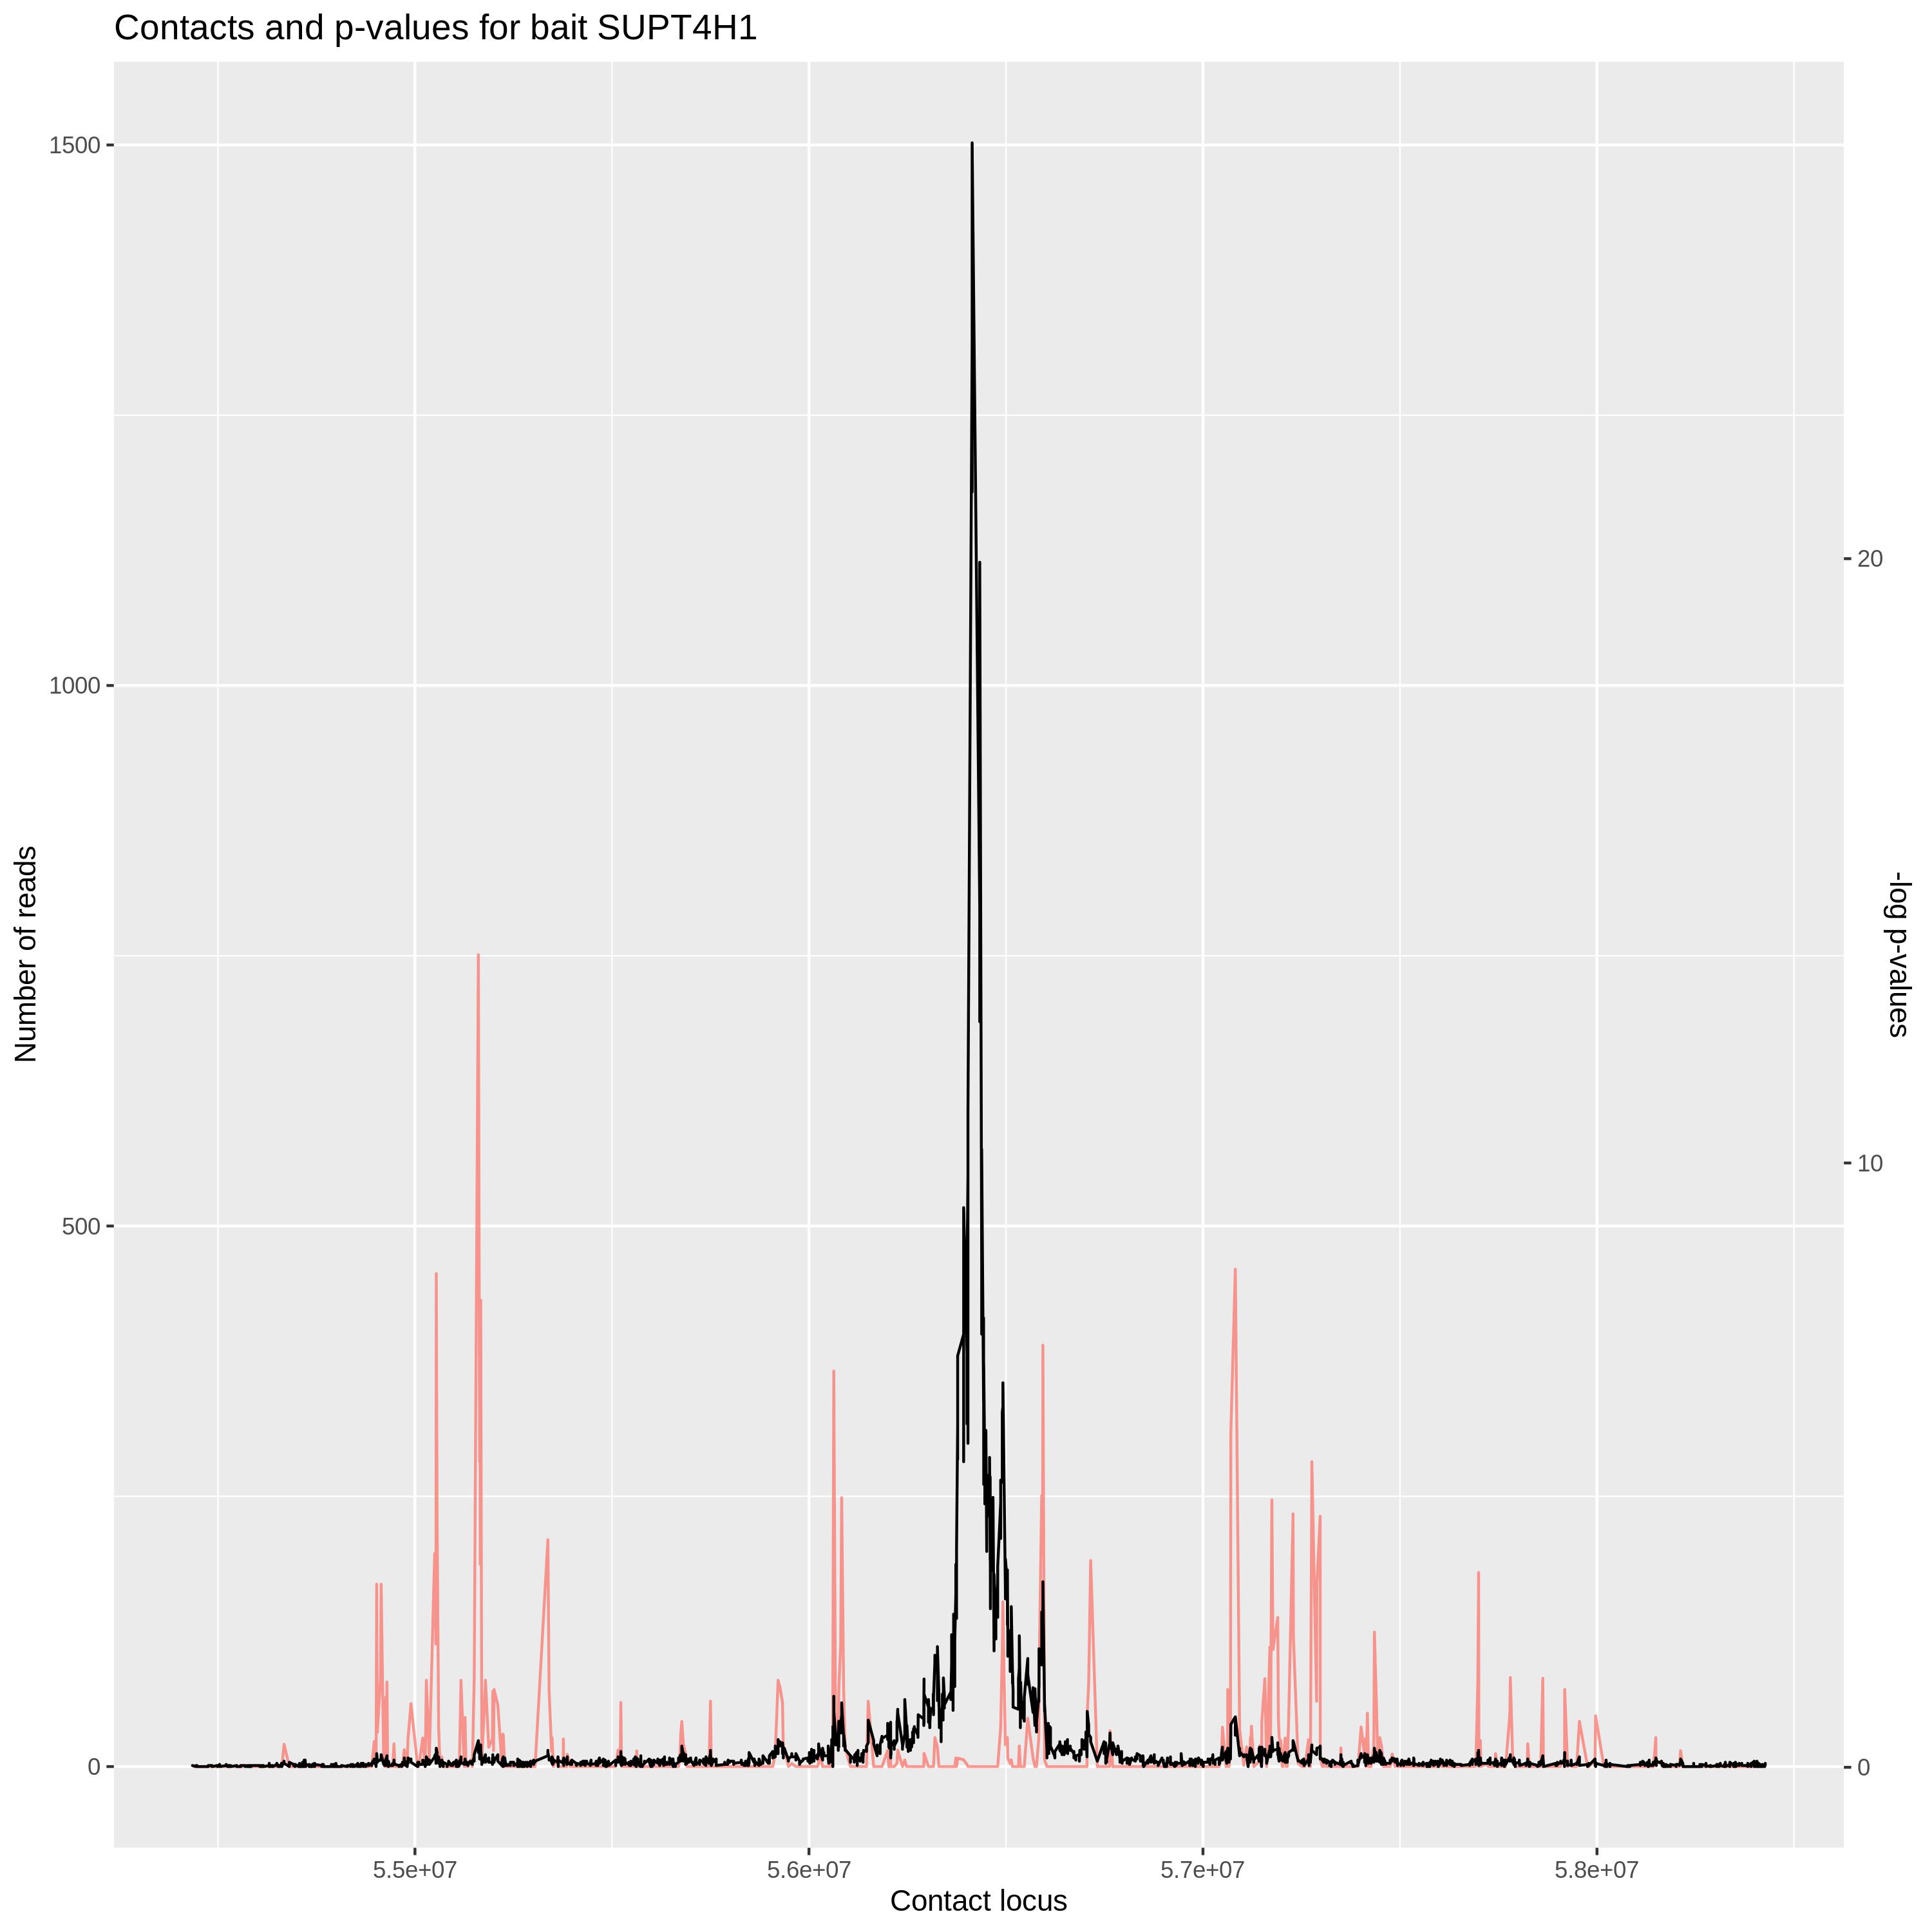 Contacts and p-values for bait SUPT4H1
1500
1000
500
0
Number of reads
20
10
0
-log p-values
5.5e+07
5.6e+07
5.7e+07
5.8e+07
Contact locus